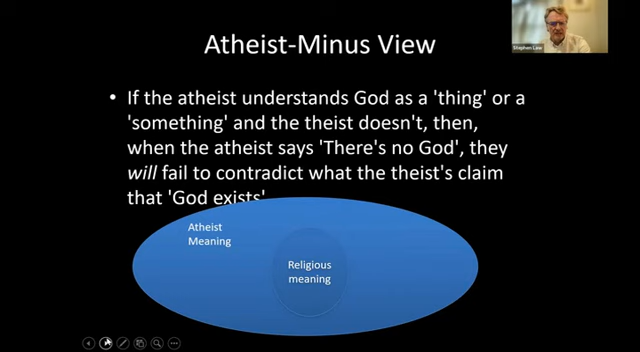 Stephen Law
Atheist-Minus View
• If the atheist understands God as a 'thing' or a
'something' and the theist doesn't, then,
when the atheist says 'There's no God', they
will fail to contradict what the theist's claim
that 'God exists'
Atheist
Meaning
Religious
meaning